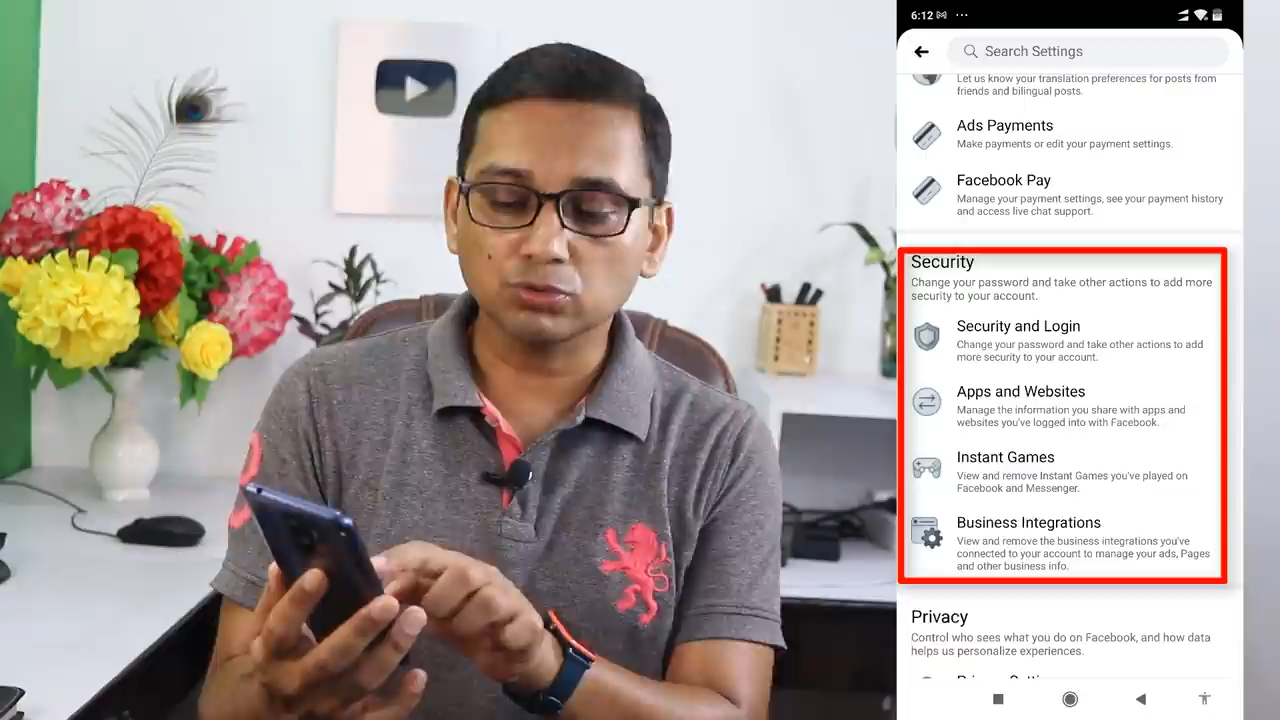 6:12
Search Settings
Let us know your translation preferences for posts from
friends and bilingual posts.
Ads Payments
Make payments or edit your payment settings.
Facebook Pay
Manage your payment settings, see your payment history
and access live chat support.
Security
Change your password and take other actions to add more
security to your account.
Security and Login
Change your password and take other actions to add
more security to your account.
Apps and Websites
Manage the information you share with apps and
websites you've logged into with Facebook.
Instant Games
View and remove Instant Games you've played on
Facebook and Messenger.
Business Integrations
View and remove the business integrations you've
connected to your account to manage your ads, Pages
and other business info.
Privacy
Control who sees what you do on Facebook, and how data
helps us personalize experiences.